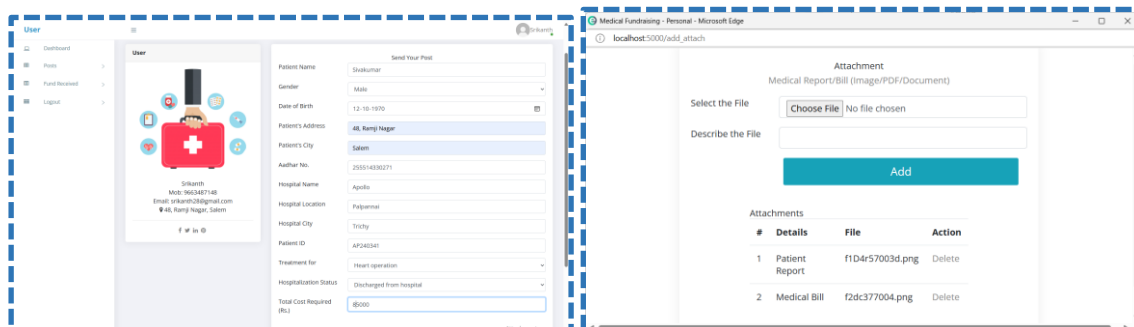 User
Srikanth
Dashboard
Posts
Fund Received
Logout
User
Srikanth
Mob: 9663487148
Email: srikanth28@gmail.com
48, Ramji Nagar, Salem
Send Your Post
Patient Name Sivakumar
Gender Male
Date of Birth 12-10-1970
Patient's Address 48, Ramji Nagar
Patient's City Salem
Aadhar No. 255514330271
Hospital Name Apollo
Hospital Location Palpannai
Hospital City Trichy
Patient ID AP240341
Treatment for Heart operation
Hospitalization Status Discharged from hospital
Total Cost Required
(Rs.) 85000
Medical Fundraising - Personal - Microsoft Edge
localhost:5000/add_attach
Attachment
Medical Report/Bill (Image/PDF/Document)
Select the File Choose File No file chosen
Describe the File
Add
Attachments
# Details File Action
1 Patient Report f1D4r57003d.png Delete
2 Medical Bill f2dc377004.png Delete